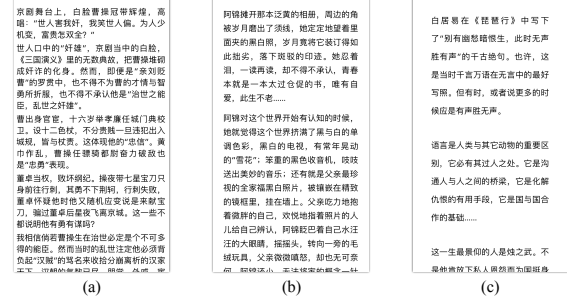 京剧舞台上，白脸曹操冠带辉煌，高
唱："世人害我奸，我笑世人偏。为人少
机变，富贵怎双全？"
世人口中的"奸雄"，京剧当中的白脸，
《三国演义》里的无数典故，把曹操堆砌
成奸诈的化身。然而，即便是"亲刘贬
曹"的罗贯中，也不得不为曹的才情与智
勇所折服，也不得不承认他是"治世之能
臣，乱世之奸雄"。
曹出身官宦，十六岁举孝廉任城门典校
卫。设十二色杖，不分贵贱一旦违犯出入
城规，皆与杖责。这体现他的"忠信"。黄
巾作乱，曹操任骠骑都尉奋力破敌也
是"忠勇"表现。
董卓当权，败坏纲纪。操孤带七星宝刀只
身前往行刺，其勇不下荆轲，行刺失败，
董卓怀疑他时他又随机应变说是来献宝
刀，骗过董卓后星夜飞离京城，这一些不
都说明他有勇有谋吗？
我相信倘若曹操生在治世必定是个不可多
得的能臣。然而当时的乱世注定他必须背
负起"汉贼"的骂名来收拾分崩离析的汉家
(a)
阿锦摊开那本泛黄的相册，周边的角
被岁月磨出了须线，她定定地望着里
面夹的黑白照，岁月竟将它装订得如
此拙劣，落下斑驳的印迹。她忍着
泪，一读再读，却不得不承认，青春
本就是一本太过仓促的书，唯有自
爱，此生不老……
阿锦对这个世界开始有认知的时候，
她就觉得这个世界挤满了黑与白的单
调色彩，黑白的电视，有常年晃动
的"雪花"；笨重的黑色收音机，吱吱
送出美妙的音乐；还有就是父亲最珍
视的全家福黑白照片，被镶嵌在精致
的镜框里，挂在墙上。父亲吃力地抱
着微胖的自己，欢悦地指着照片的人
儿给自己辨认，阿锦眨巴着自己水汪汪
的大眼睛，摇摇头，转向一旁的毛
绒玩具，父亲微微嗔怒，却也无可奈
(b)
白居易在《琵琶行》中写下
了"别有幽愁暗恨生，此时无声
胜有声"的千古绝句。也许，这
是当时千言万语在无言中的最好
写照。但有时，或者说更多的时
候应是有声胜无声。
语言是人类与其它动物的重要区
别，它必有其过人之处。它是沟
通人与人之间的桥梁，它是化解
仇恨的有用手段，它是国与国合
作的基础……
这一生最景仰的人是烛之武。不
(c)